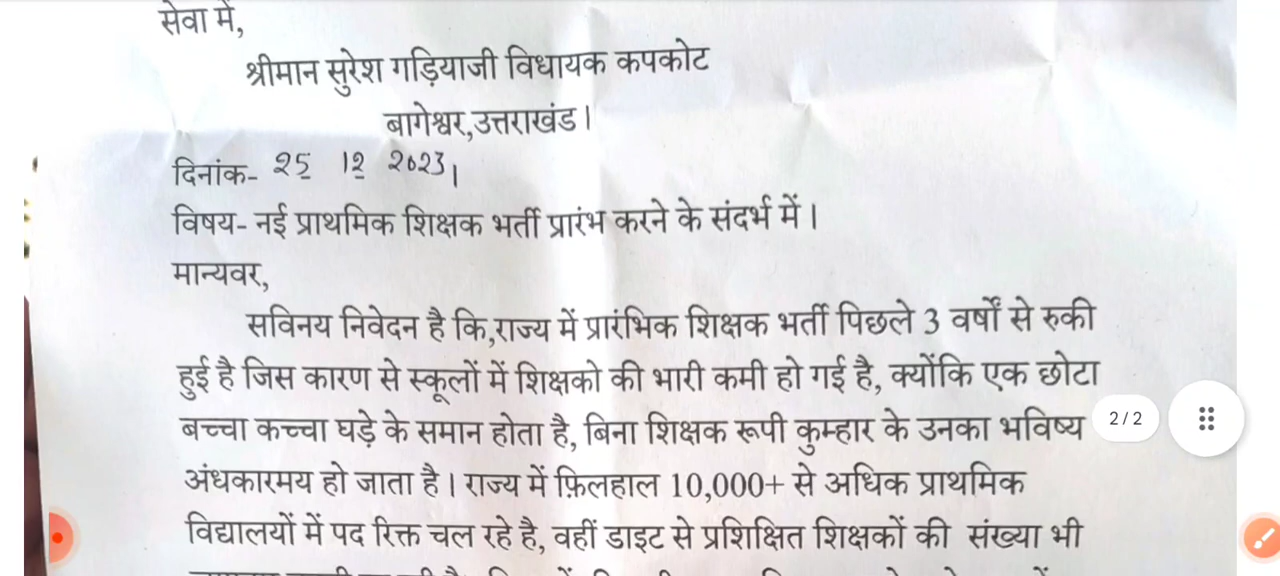 सेवा में,
श्रीमान सुरेश गड़ियाजी विधायक कपकोट
बागेश्वर,उत्तराखंड।
दिनांक- 25 12 2023।
विषय- नई प्राथमिक शिक्षक भर्ती प्रारंभ करने के संदर्भ में।
मान्यवर,
सविनय निवेदन है कि,राज्य में प्रारंभिक शिक्षक भर्ती पिछले 3 वर्षों से रुकी
हुई है जिस कारण से स्कूलों में शिक्षको की भारी कमी हो गई है, क्योंकि एक छोटा
बच्चा कच्चा घड़े के समान होता है, बिना शिक्षक रूपी कुम्हार के उनका भविष्य
2/2
अंधकारमय हो जाता है। राज्य में फ़िलहाल 10,000+ से अधिक प्राथमिक
विद्यालयों में पद रिक्त चल रहे है, वहीं डाइट से प्रशिक्षित शिक्षकों की संख्या भी